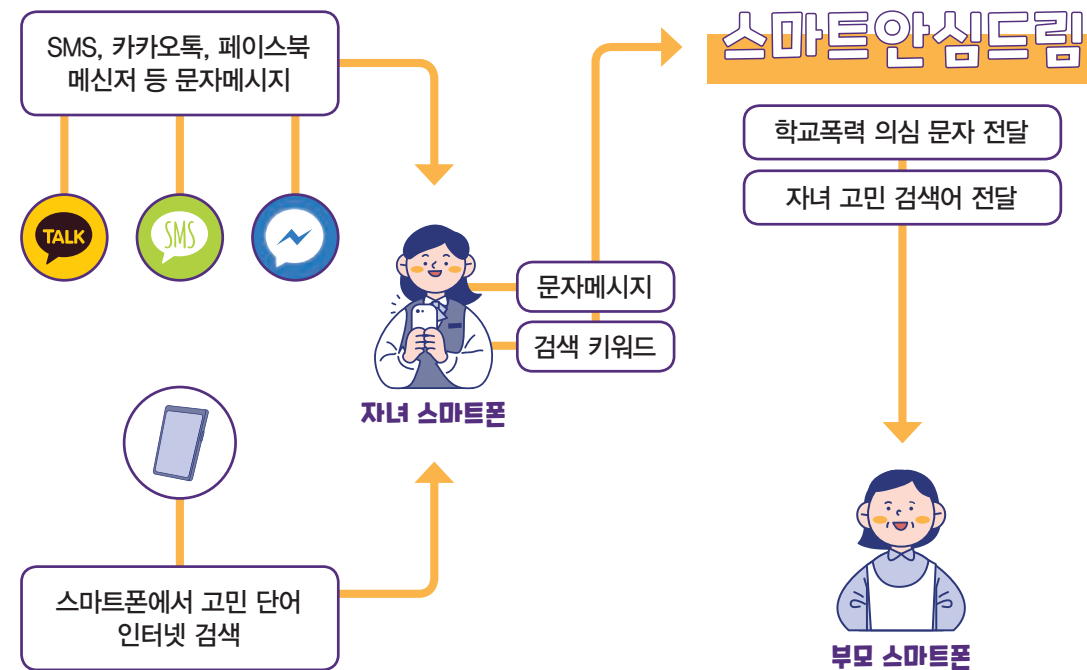 SMS, 카카오톡, 페이스북
메신저 등 문자메시지
TALK
SMS
스마트폰에서 고민 단어
인터넷 검색
자녀 스마트폰
문자메시지
검색 키워드
스마트안심드림
학교폭력 의심 문자 전달
자녀 고민 검색어 전달
부모 스마트폰